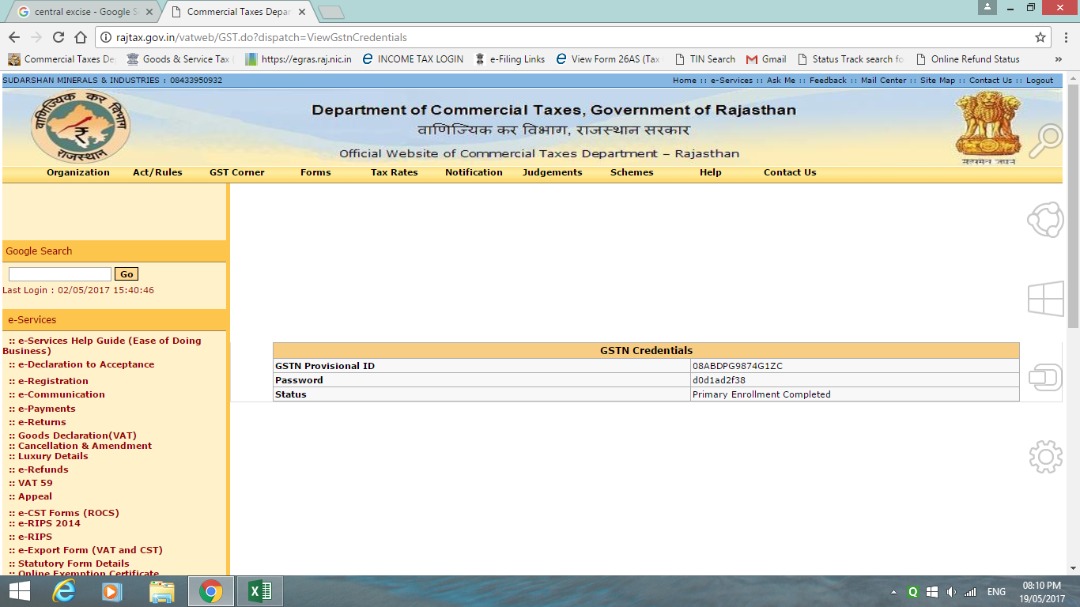 central excise - Google S
Commercial Taxes Depar
rajtax.gov.in/vatweb/GST.do?dispatch=ViewGstnCredentials
Commercial Taxes De
Goods & Service Tax
https://egras.raj.nic.in
INCOME TAX LOGIN
e-Filing Links
View Form 26AS (Tax
TIN Search
Gmail
Status Track search fo
Online Refund Status
SUDARSHAN MINERALS & INDUSTRIES : 08433950932
Home :: e-Services :: Ask Me :: Feedback :: Mail Center :: Site Map :: Contact Us :: Logout
वाणिज्यिक कर विभाग
राजस्थान
Department of Commercial Taxes, Government of Rajasthan
वाणिज्यिक कर विभाग, राजस्थान सरकार
Official Website of Commercial Taxes Department – Rajasthan
Organization Act/Rules GST Corner Forms Tax Rates Notification Judgements Schemes Help Contact Us
Google Search
Go
Last Login : 02/05/2017 15:40:46
e-Services
:: e-Services Help Guide (Ease of Doing
Business)
:: e-Declaration to Acceptance
:: e-Registration
:: e-Communication
:: e-Payments
:: e-Returns
:: Goods Declaration(VAT)
:: Cancellation & Amendment
:: Luxury Details
:: e-Refunds
:: VAT 59
:: Appeal
:: e-CST Forms (ROCS)
:: e-RIPS 2014
:: e-RIPS
:: e-Export Form (VAT and CST)
:: Statutory Form Details
:: Online Exemption Certificate
GSTN Credentials
GSTN Provisional ID 08ABDPG9874G1ZC
Password d0d1ad2f38
Status Primary Enrollment Completed
ENG
08:10 PM
19/05/2017